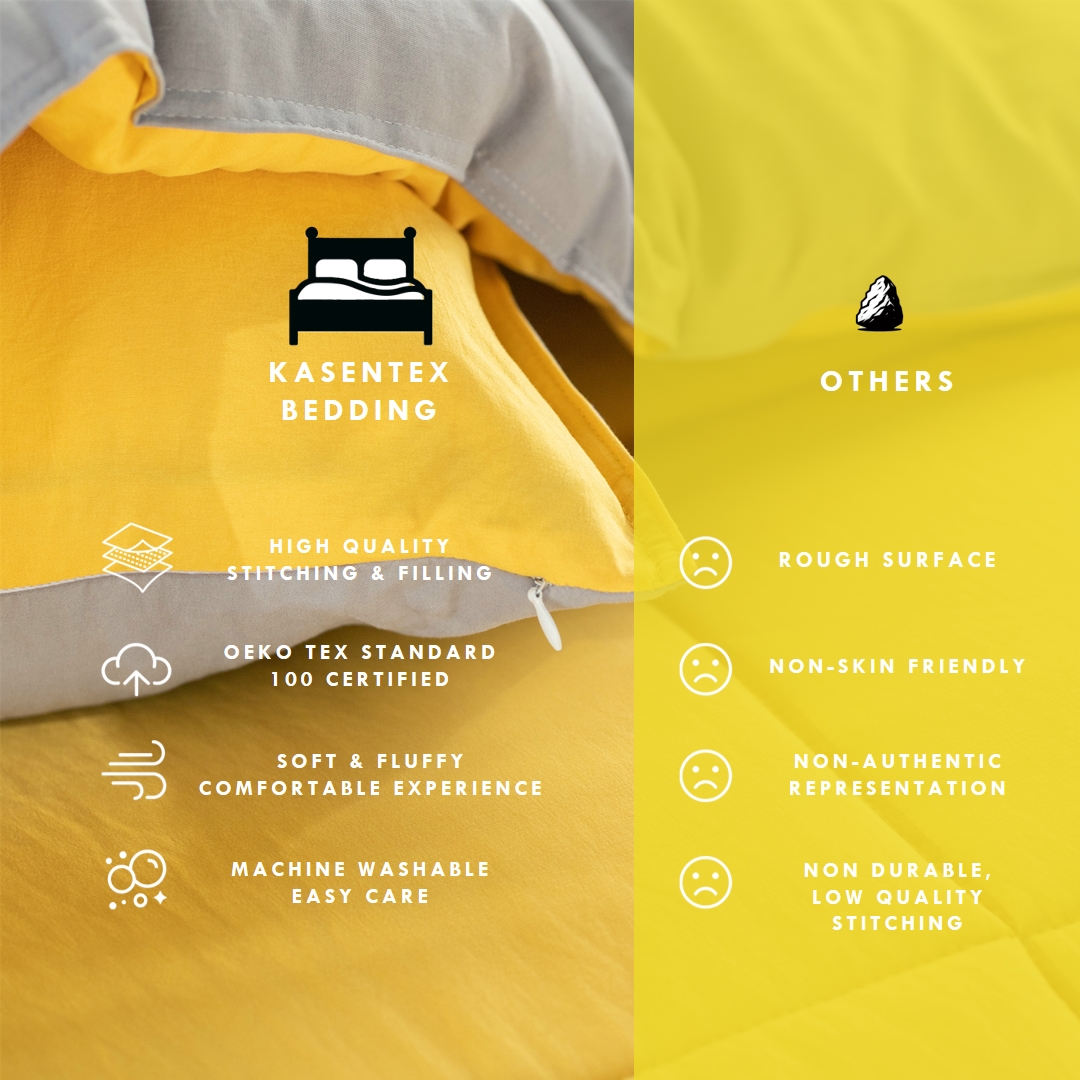 KASENTEX
BEDDING
HIGH QUALITY
STITCHING & FILLING
OEKO TEX STANDARD
100 CERTIFIED
SOFT & FLUFFY
COMFORTABLE EXPERIENCE
MACHINE WASHABLE
EASY CARE
OTHERS
ROUGH SURFACE
NON-SKIN FRIENDLY
NON-AUTHENTIC
REPRESENTATION
NON DURABLE,
LOW QUALITY
STITCHING